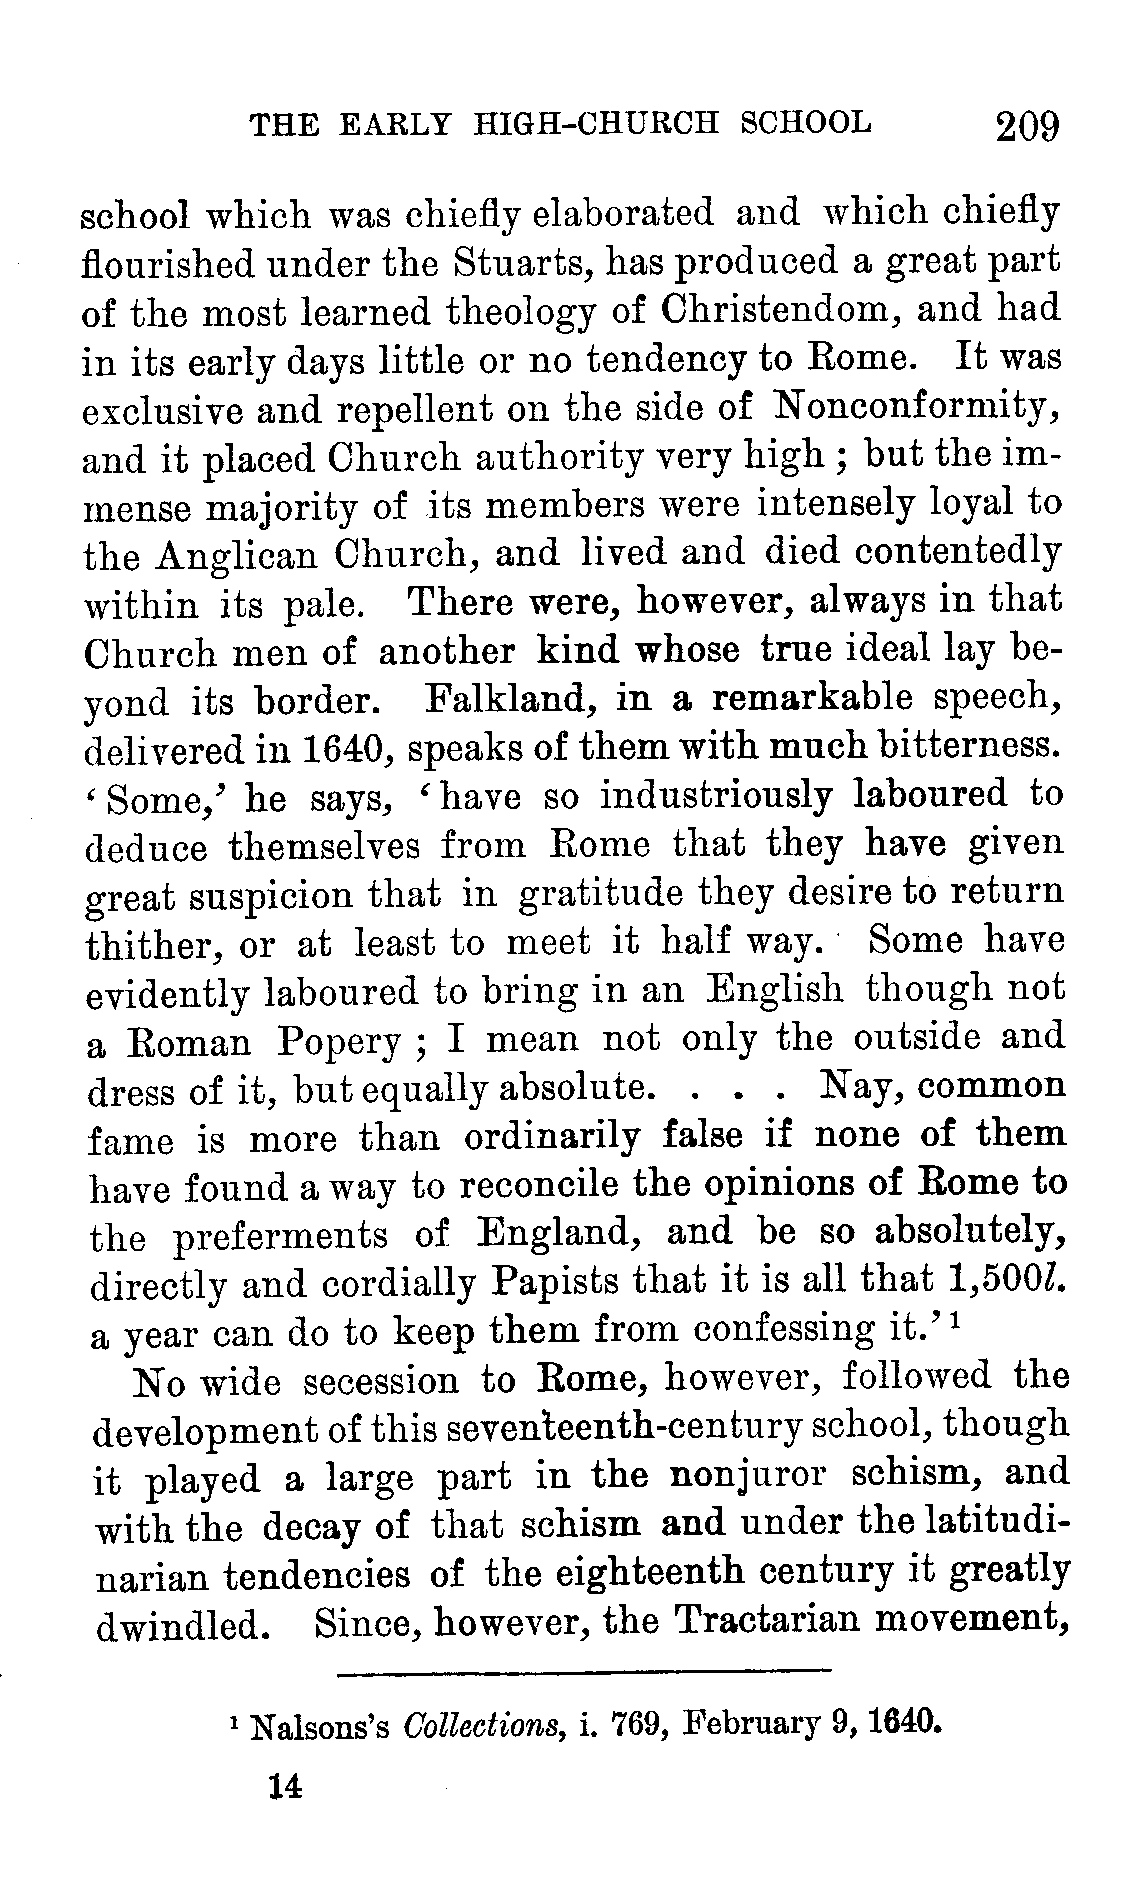 THE EARLY HIGH-CHURCH SCHOOL 209
school which was chiefly elaborated and which chiefly
flourished under the Stuarts, has produced a great part
of the most learned theology of Christendom, and had
in its early days little or no tendency to Rome. It was
exclusive and repellent on the side of Nonconformity,
and it placed Church authority very high ; but the im-
mense majority of its members were intensely loyal to
the Anglican Church, and lived and died contentedly
within its pale. There were, however, always in that
Church men of another kind whose true ideal lay be-
yond its border. Falkland, in a remarkable speech,
delivered in 1640, speaks of them with much bitterness.
‘ Some,’ he says, ‘ have so industriously laboured to
deduce themselves from Rome that they have given
great suspicion that in gratitude they desire to return
thither, or at least to meet it half way. Some have
evidently laboured to bring in an English though not
a Roman Popery ; I mean not only the outside and
dress of it, but equally absolute. . . . Nay, common
fame is more than ordinarily false if none of them
have found a way to reconcile the opinions of Rome to
the preferments of England, and be so absolutely,
directly and cordially Papists that it is all that 1,500l.
a year can do to keep them from confessing it.’ ¹
No wide secession to Rome, however, followed the
development of this seventeenth-century school, though
it played a large part in the nonjuror schism, and
with the decay of that schism and under the latitudi-
narian tendencies of the eighteenth century it greatly
dwindled. Since, however, the Tractarian movement,
¹ Nalsons's Collections, i. 769, February 9, 1640.
14